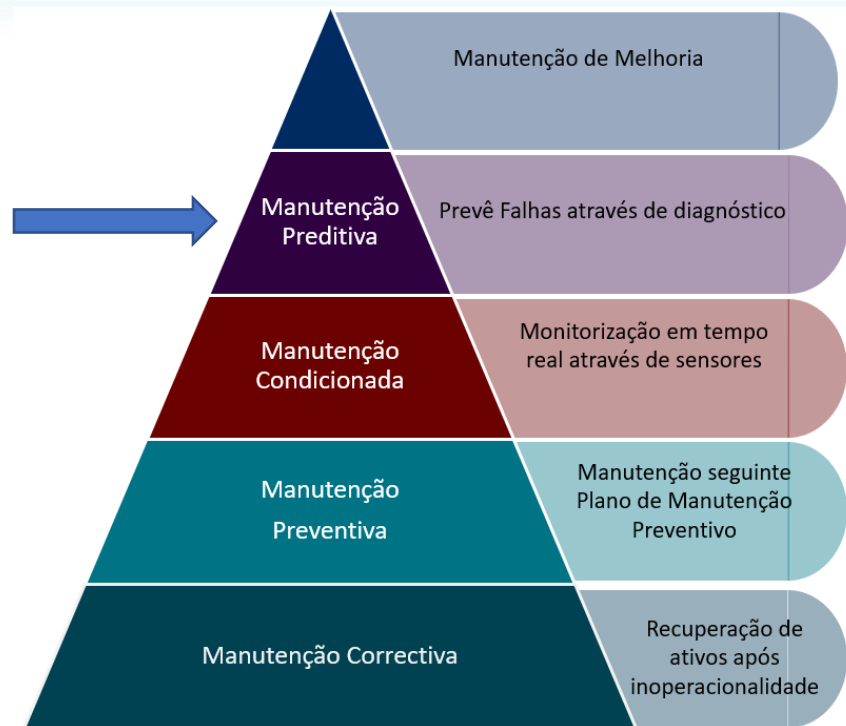 Manutenção de Melhoria
Manutenção
Preditiva
Prevê Falhas através de diagnóstico
Manutenção
Condicionada
Monitorização em tempo
real através de sensores
Manutenção
Preventiva
Manutenção seguinte
Plano de Manutenção
Preventivo
Manutenção Correctiva
Recuperação de
ativos após
inoperacionalidade